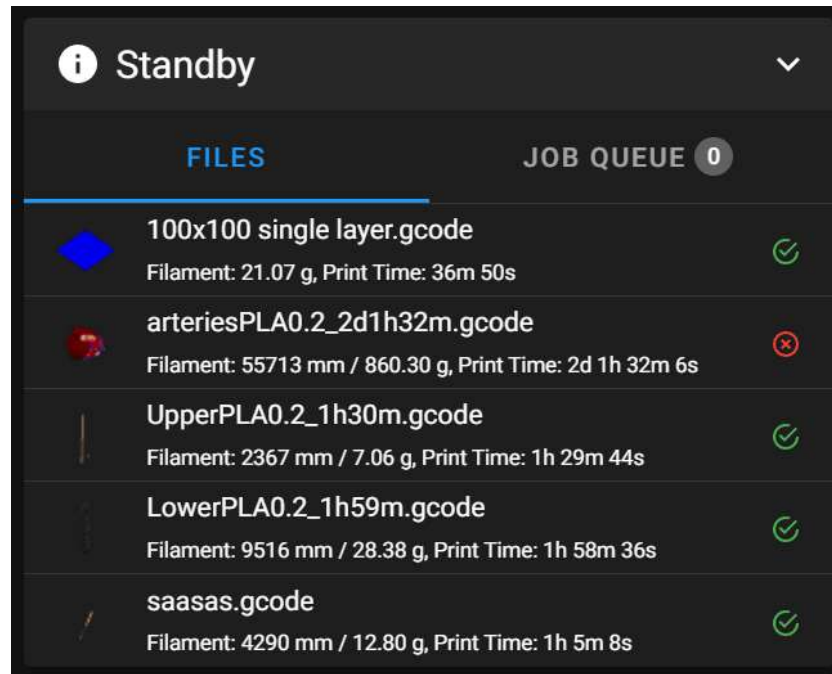 Standby
FILES
JOB QUEUE 0
100x100 single layer.gcode
Filament: 21.07 g, Print Time: 36m 50s
arteriesPLA0.2_2d1h32m.gcode
Filament: 55713 mm / 860.30 g, Print Time: 2d 1h 32m 6s
UpperPLA0.2_1h30m.gcode
Filament: 2367 mm / 7.06 g, Print Time: 1h 29m 44s
LowerPLA0.2_1h59m.gcode
Filament: 9516 mm / 28.38 g, Print Time: 1h 58m 36s
saasas.gcode
Filament: 4290 mm / 12.80 g, Print Time: 1h 5m 8s